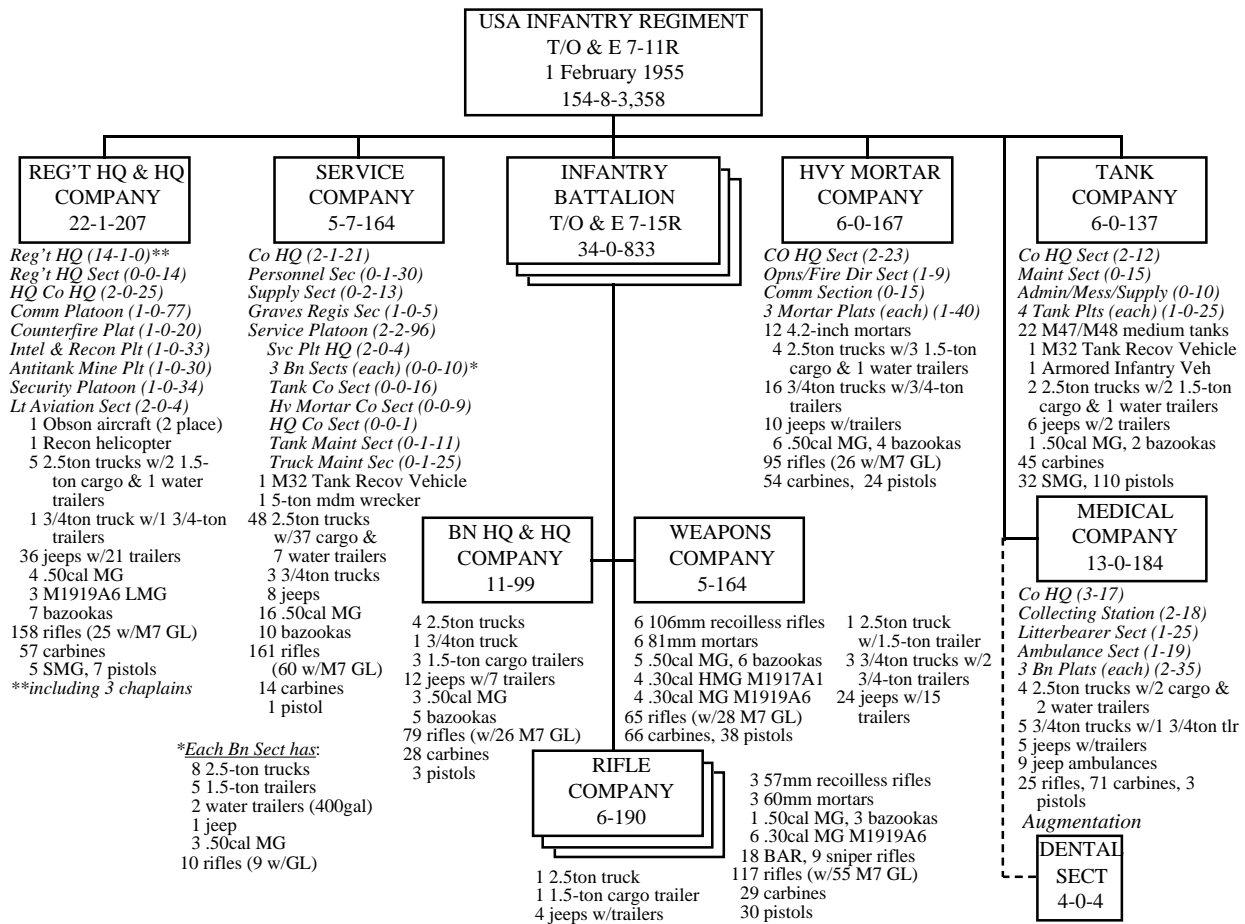 USA INFANTRY REGIMENT
T/O & E 7-11R
1 February 1955
154-8-3,358
REG'T HQ & HQ
COMPANY
22-1-207
Reg't HQ (14-1-0)**
Reg't HQ Sect (0-0-14)
HQ Co HQ (2-0-25)
Comm Platoon (1-0-77)
Counterfire Plat (1-0-20)
Intel & Recon Plt (1-0-33)
Antitank Mine Plt (1-0-30)
Security Platoon (1-0-34)
Lt Aviation Sect (2-0-4)
1 Obson aircraft (2 place)
1 Recon helicopter
5 2.5ton trucks w/2 1.5-
ton cargo & 1 water
trailers
1 3/4ton truck w/1 3/4-ton
trailers
36 jeeps w/21 trailers
4 .50cal MG
3 M1919A6 LMG
7 bazookas
158 rifles (25 w/M7 GL)
57 carbines
5 SMG, 7 pistols
**including 3 chaplains
SERVICE
COMPANY
5-7-164
Co HQ (2-1-21)
Personnel Sec (0-1-30)
Supply Sect (0-2-13)
Graves Regis Sec (1-0-5)
Service Platoon (2-2-96)
Svc Plt HQ (2-0-4)
3 Bn Sects (each) (0-0-10)*
Tank Co Sect (0-0-16)
Hv Mortar Co Sect (0-0-9)
HQ Co Sect (0-0-1)
Tank Maint Sect (0-1-11)
Truck Maint Sec (0-1-25)
1 M32 Tank Recov Vehicle
1 5-ton mdm wrecker
48 2.5ton trucks
w/37 cargo &
7 water trailers
3 3/4ton trucks
8 jeeps
16 .50cal MG
10 bazookas
161 rifles
(60 w/M7 GL)
14 carbines
1 pistol
*Each Bn Sect has:
8 2.5-ton trucks
5 1.5-ton trailers
2 water trailers (400gal)
1 jeep
3 .50cal MG
10 rifles (9 w/GL)
INFANTRY
BATTALION
T/O & E 7-15R
34-0-833
BN HQ & HQ
COMPANY
11-99
4 2.5ton trucks
1 3/4ton truck
3 1.5-ton cargo trailers
12 jeeps w/7 trailers
3 .50cal MG
5 bazookas
79 rifles (w/26 M7 GL)
28 carbines
3 pistols
WEAPONS
COMPANY
5-164
6 106mm recoilless rifles
6 81mm mortars
5 .50cal MG, 6 bazookas
4 .30cal HMG M1917A1
4 .30cal MG M1919A6
65 rifles (w/28 M7 GL)
66 carbines, 38 pistols
1 2.5ton truck
w/1.5-ton trailer
3 3/4ton trucks w/2
3/4-ton trailers
24 jeeps w/15
trailers
RIFLE
COMPANY
6-190
1 2.5ton truck
1 1.5-ton cargo trailer
4 jeeps w/trailers
3 57mm recoilless rifles
3 60mm mortars
1 .50cal MG, 3 bazookas
6 .30cal MG M1919A6
18 BAR, 9 sniper rifles
117 rifles (w/55 M7 GL)
29 carbines
30 pistols
HVY MORTAR
COMPANY
6-0-167
CO HQ Sect (2-23)
Opns/Fire Dir Sect (1-9)
Comm Section (0-15)
3 Mortar Plats (each) (1-40)
12 4.2-inch mortars
4 2.5ton trucks w/3 1.5-ton
cargo & 1 water trailers
16 3/4ton trucks w/3/4-ton
trailers
10 jeeps w/trailers
6 .50cal MG, 4 bazookas
95 rifles (26 w/M7 GL)
54 carbines, 24 pistols
TANK
COMPANY
6-0-137
Co HQ Sect (2-12)
Maint Sect (0-15)
Admin/Mess/Supply (0-10)
4 Tank Plts (each) (1-0-25)
22 M47/M48 medium tanks
1 M32 Tank Recov Vehicle
1 Armored Infantry Veh
2 2.5ton trucks w/2 1.5-ton
cargo & 1 water trailers
6 jeeps w/2 trailers
1 .50cal MG, 2 bazookas
45 carbines
32 SMG, 110 pistols
MEDICAL
COMPANY
13-0-184
Co HQ (3-17)
Collecting Station (2-18)
Litterbearer Sect (1-25)
Ambulance Sect (1-19)
3 Bn Plats (each) (2-35)
4 2.5ton trucks w/2 cargo &
2 water trailers
5 3/4ton trucks w/1 3/4ton tlr
5 jeeps w/trailers
9 jeep ambulances
25 rifles, 71 carbines, 3
pistols
Augmentation
DENTAL
SECT
4-0-4